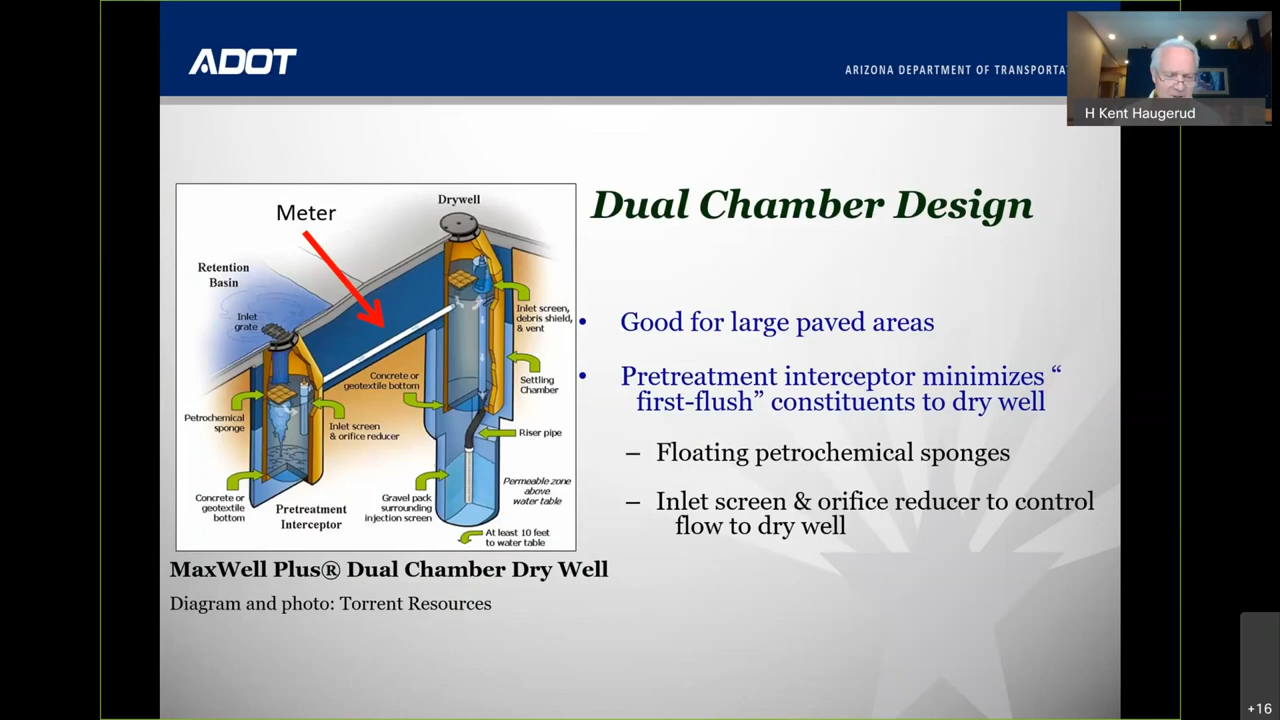 ADOT
ARIZONA DEPARTMENT OF TRANSPORTA
H Kent Haugerud
Dual Chamber Design
Meter
Drywell
Retention
Basin
Inlet
grate
Inlet screen,
debris shield,
& vent
Concrete or
geotextile bottom
Settling
Chamber
Petrochemical
sponge
Inlet screen
& orifice reducer
Riser pipe
Concrete or
geotextile
bottom
Pretreatment
Interceptor
Gravel pack
surrounding
injection screen
Permeable zone
above
water table
At least 10 feet
to water table
• Good for large paved areas
• Pretreatment interceptor minimizes “
first-flush” constituents to dry well
– Floating petrochemical sponges
– Inlet screen & orifice reducer to control
flow to dry well
MaxWell Plus® Dual Chamber Dry Well
Diagram and photo: Torrent Resources
+16